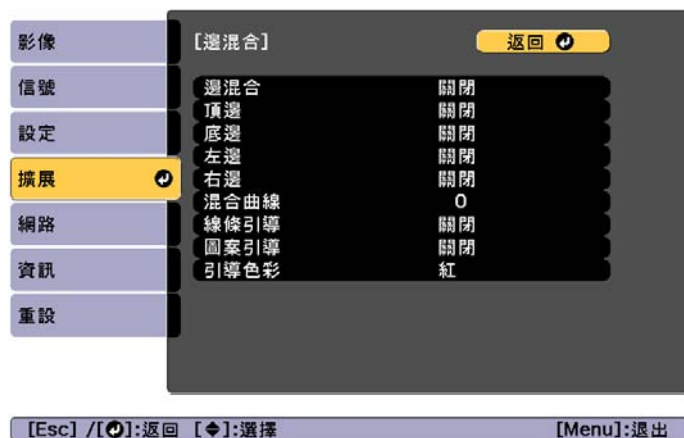 影像
信號
設定
擴展
網路
資訊
重設
[邊混合] 返回
邊混合 關閉
頂邊 關閉
底邊 關閉
左邊 關閉
右邊 關閉
混合曲線 0
線條引導 關閉
圖案引導 關閉
引導色彩 紅
[Esc] /[⏎]:返回 [◆]:選擇 [Menu]:退出